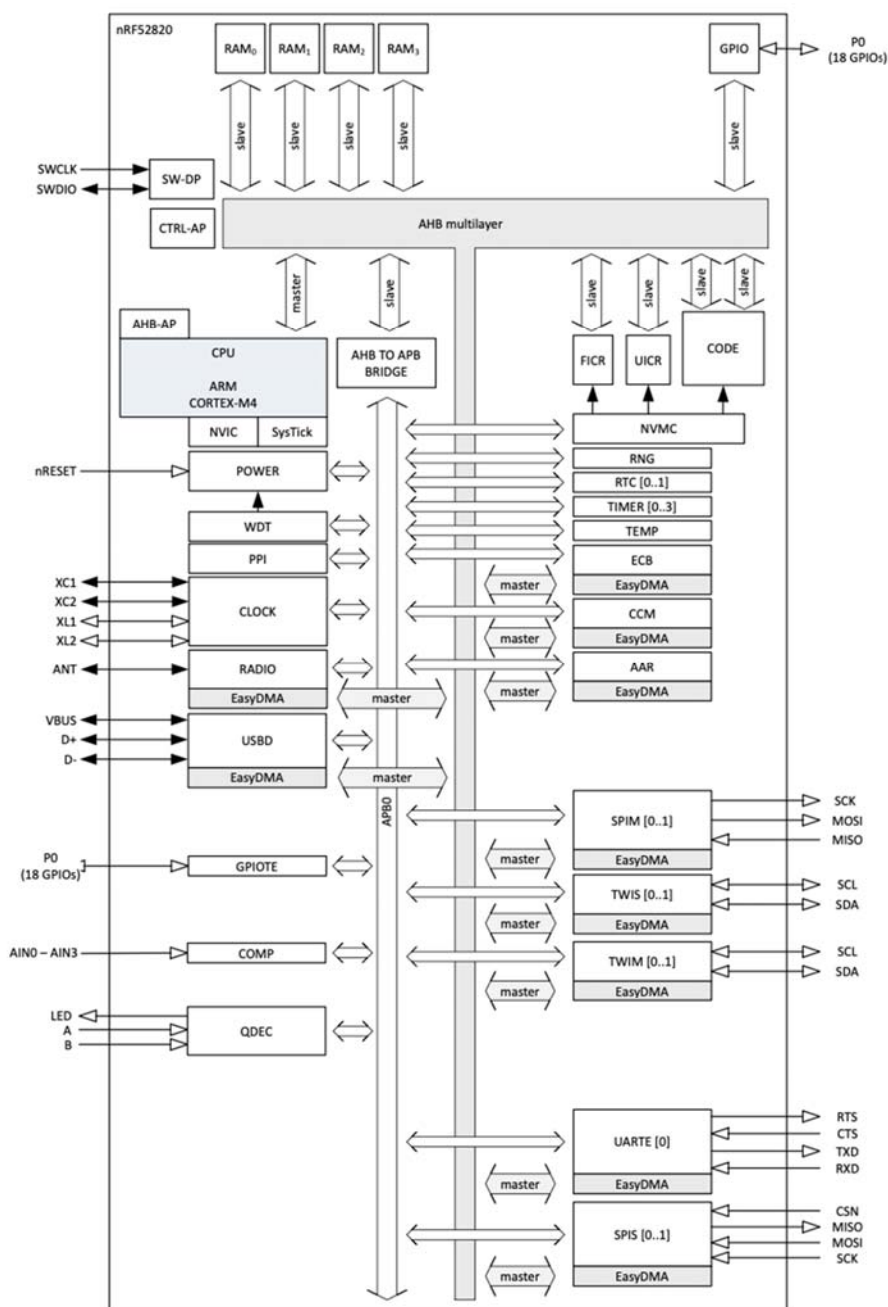 nRF52820
RAM₀
RAM₁
RAM₂
RAM₃
GPIO
P0
(18 GPIOs)
slave
slave
slave
slave
slave
SWCLK
SWDIO
SW-DP
CTRL-AP
AHB multilayer
master
slave
slave
slave
slave
slave
AHB-AP
CPU
ARM
CORTEX-M4
NVIC
SysTick
AHB TO APB
BRIDGE
FICR
UICR
CODE
NVMC
nRESET
POWER
RNG
RTC [0..1]
WDT
TIMER [0..3]
TEMP
PPI
ECB
master
EasyDMA
XC1
XC2
XL1
XL2
CLOCK
CCM
master
EasyDMA
ANT
RADIO
EasyDMA
master
AAR
master
EasyDMA
VBUS
D+
D-
USBD
EasyDMA
master
APB0
SPIM [0..1]
master
EasyDMA
SCK
MOSI
MISO
P0
(18 GPIOs)
GPIOTE
TWIS [0..1]
master
EasyDMA
SCL
SDA
AIN0 – AIN3
COMP
TWIM [0..1]
master
EasyDMA
SCL
SDA
LED
A
B
QDEC
UARTE [0]
master
EasyDMA
RTS
CTS
TXD
RXD
SPIS [0..1]
master
EasyDMA
CSN
MISO
MOSI
SCK